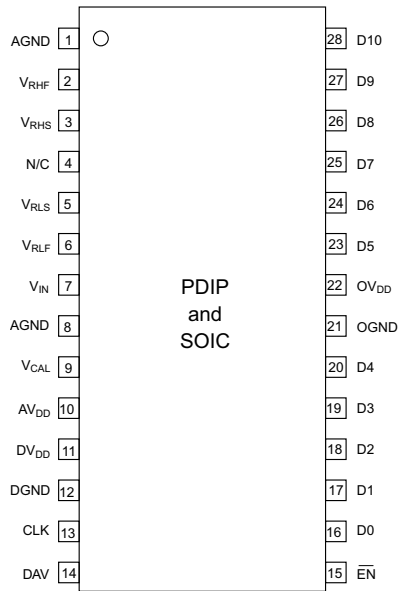 AGND 1 28 D10
V_RHF 2 27 D9
V_RHS 3 26 D8
N/C 4 25 D7
V_RLS 5 24 D6
V_RLF 6 23 D5
V_IN 7 22 OV_DD
AGND 8 21 OGND
V_CAL 9 20 D4
AV_DD 10 19 D3
DV_DD 11 18 D2
DGND 12 17 D1
CLK 13 16 D0
DAV 14 15 E̅N̅
PDIP
and
SOIC